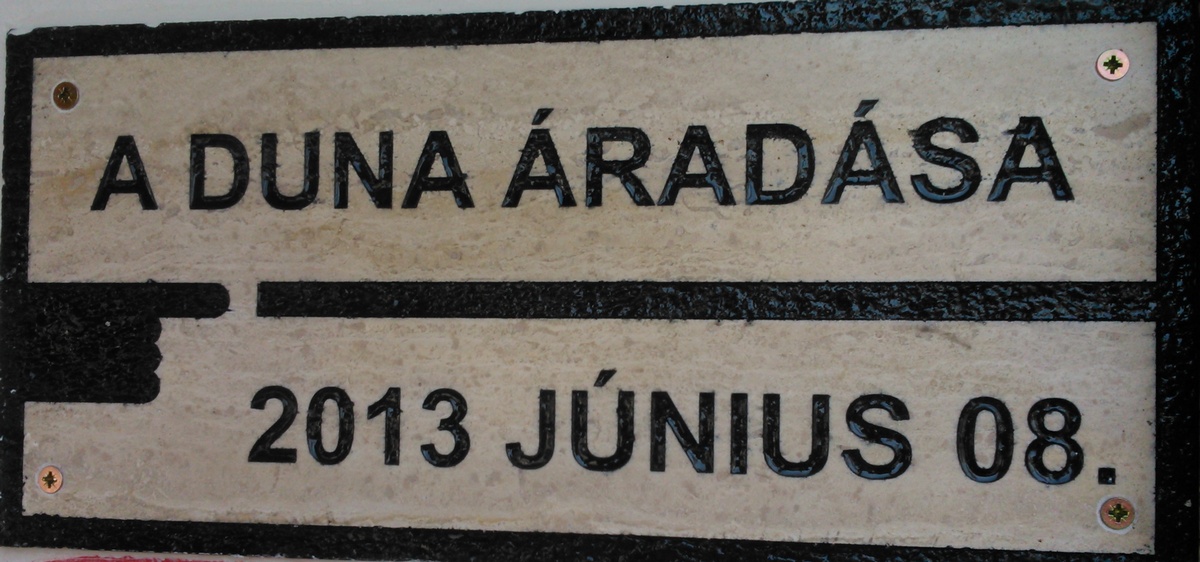 A DUNA ÁRADÁSA
2013 JÚNIUS 08.